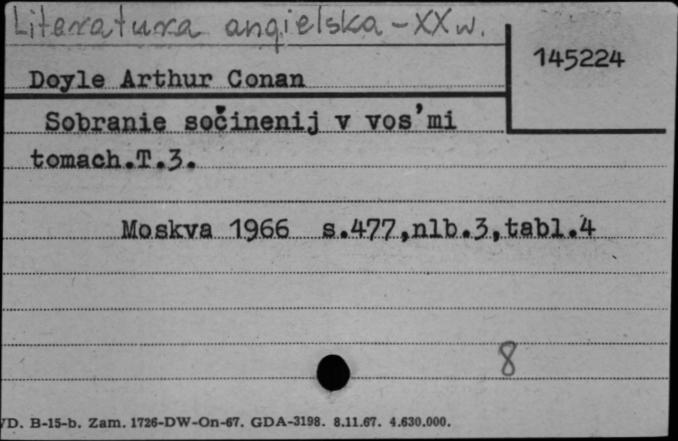 Literatura angielska - XX w.
145224
Doyle Arthur Conan
Sobranie sočinenij v vos'mi
tomach.T.3.
Moskva 1966 s.477,nlb.3,tabl.4
8
D. B-15-b. Zam. 1726-DW-On-67. GDA-3198. 8.11.67. 4.630.000.